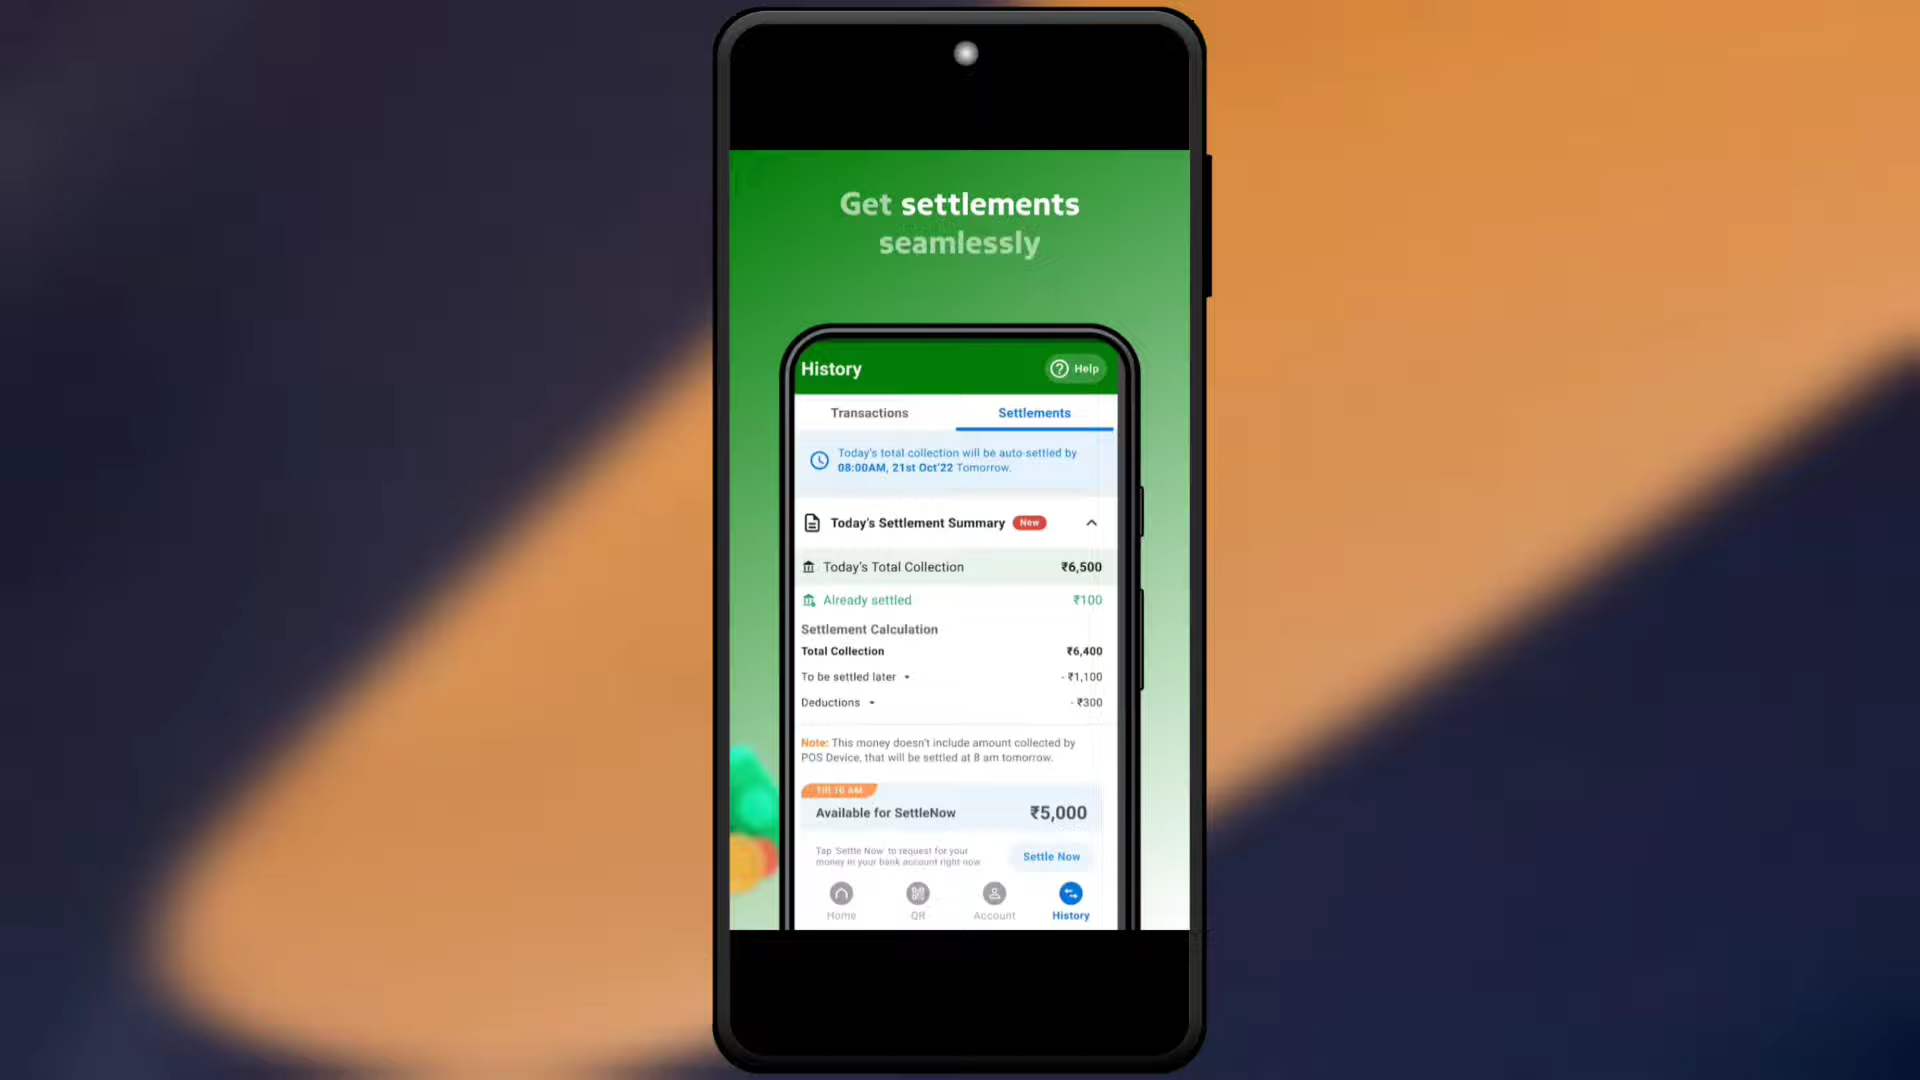 Get settlements
seamlessly
History
Help
Transactions
Settlements
Today's total collection will be auto settled by
08:00AM, 21st Oct'22 Tomorrow.
Today's Settlement Summary New
Today's Total Collection ₹6,500
Already settled ₹100
Settlement Calculation
Total Collection ₹6,400
To be settled later - ₹1,100
Deductions - ₹300
Note: This money doesn't include amount collected by
POS Device, that will be settled at 8 am tomorrow.
Till 10 AM
Available for SettleNow ₹5,000
Tap 'Settle Now' to request for your
money in your bank account right now
Settle Now
Home
QR
Account
History